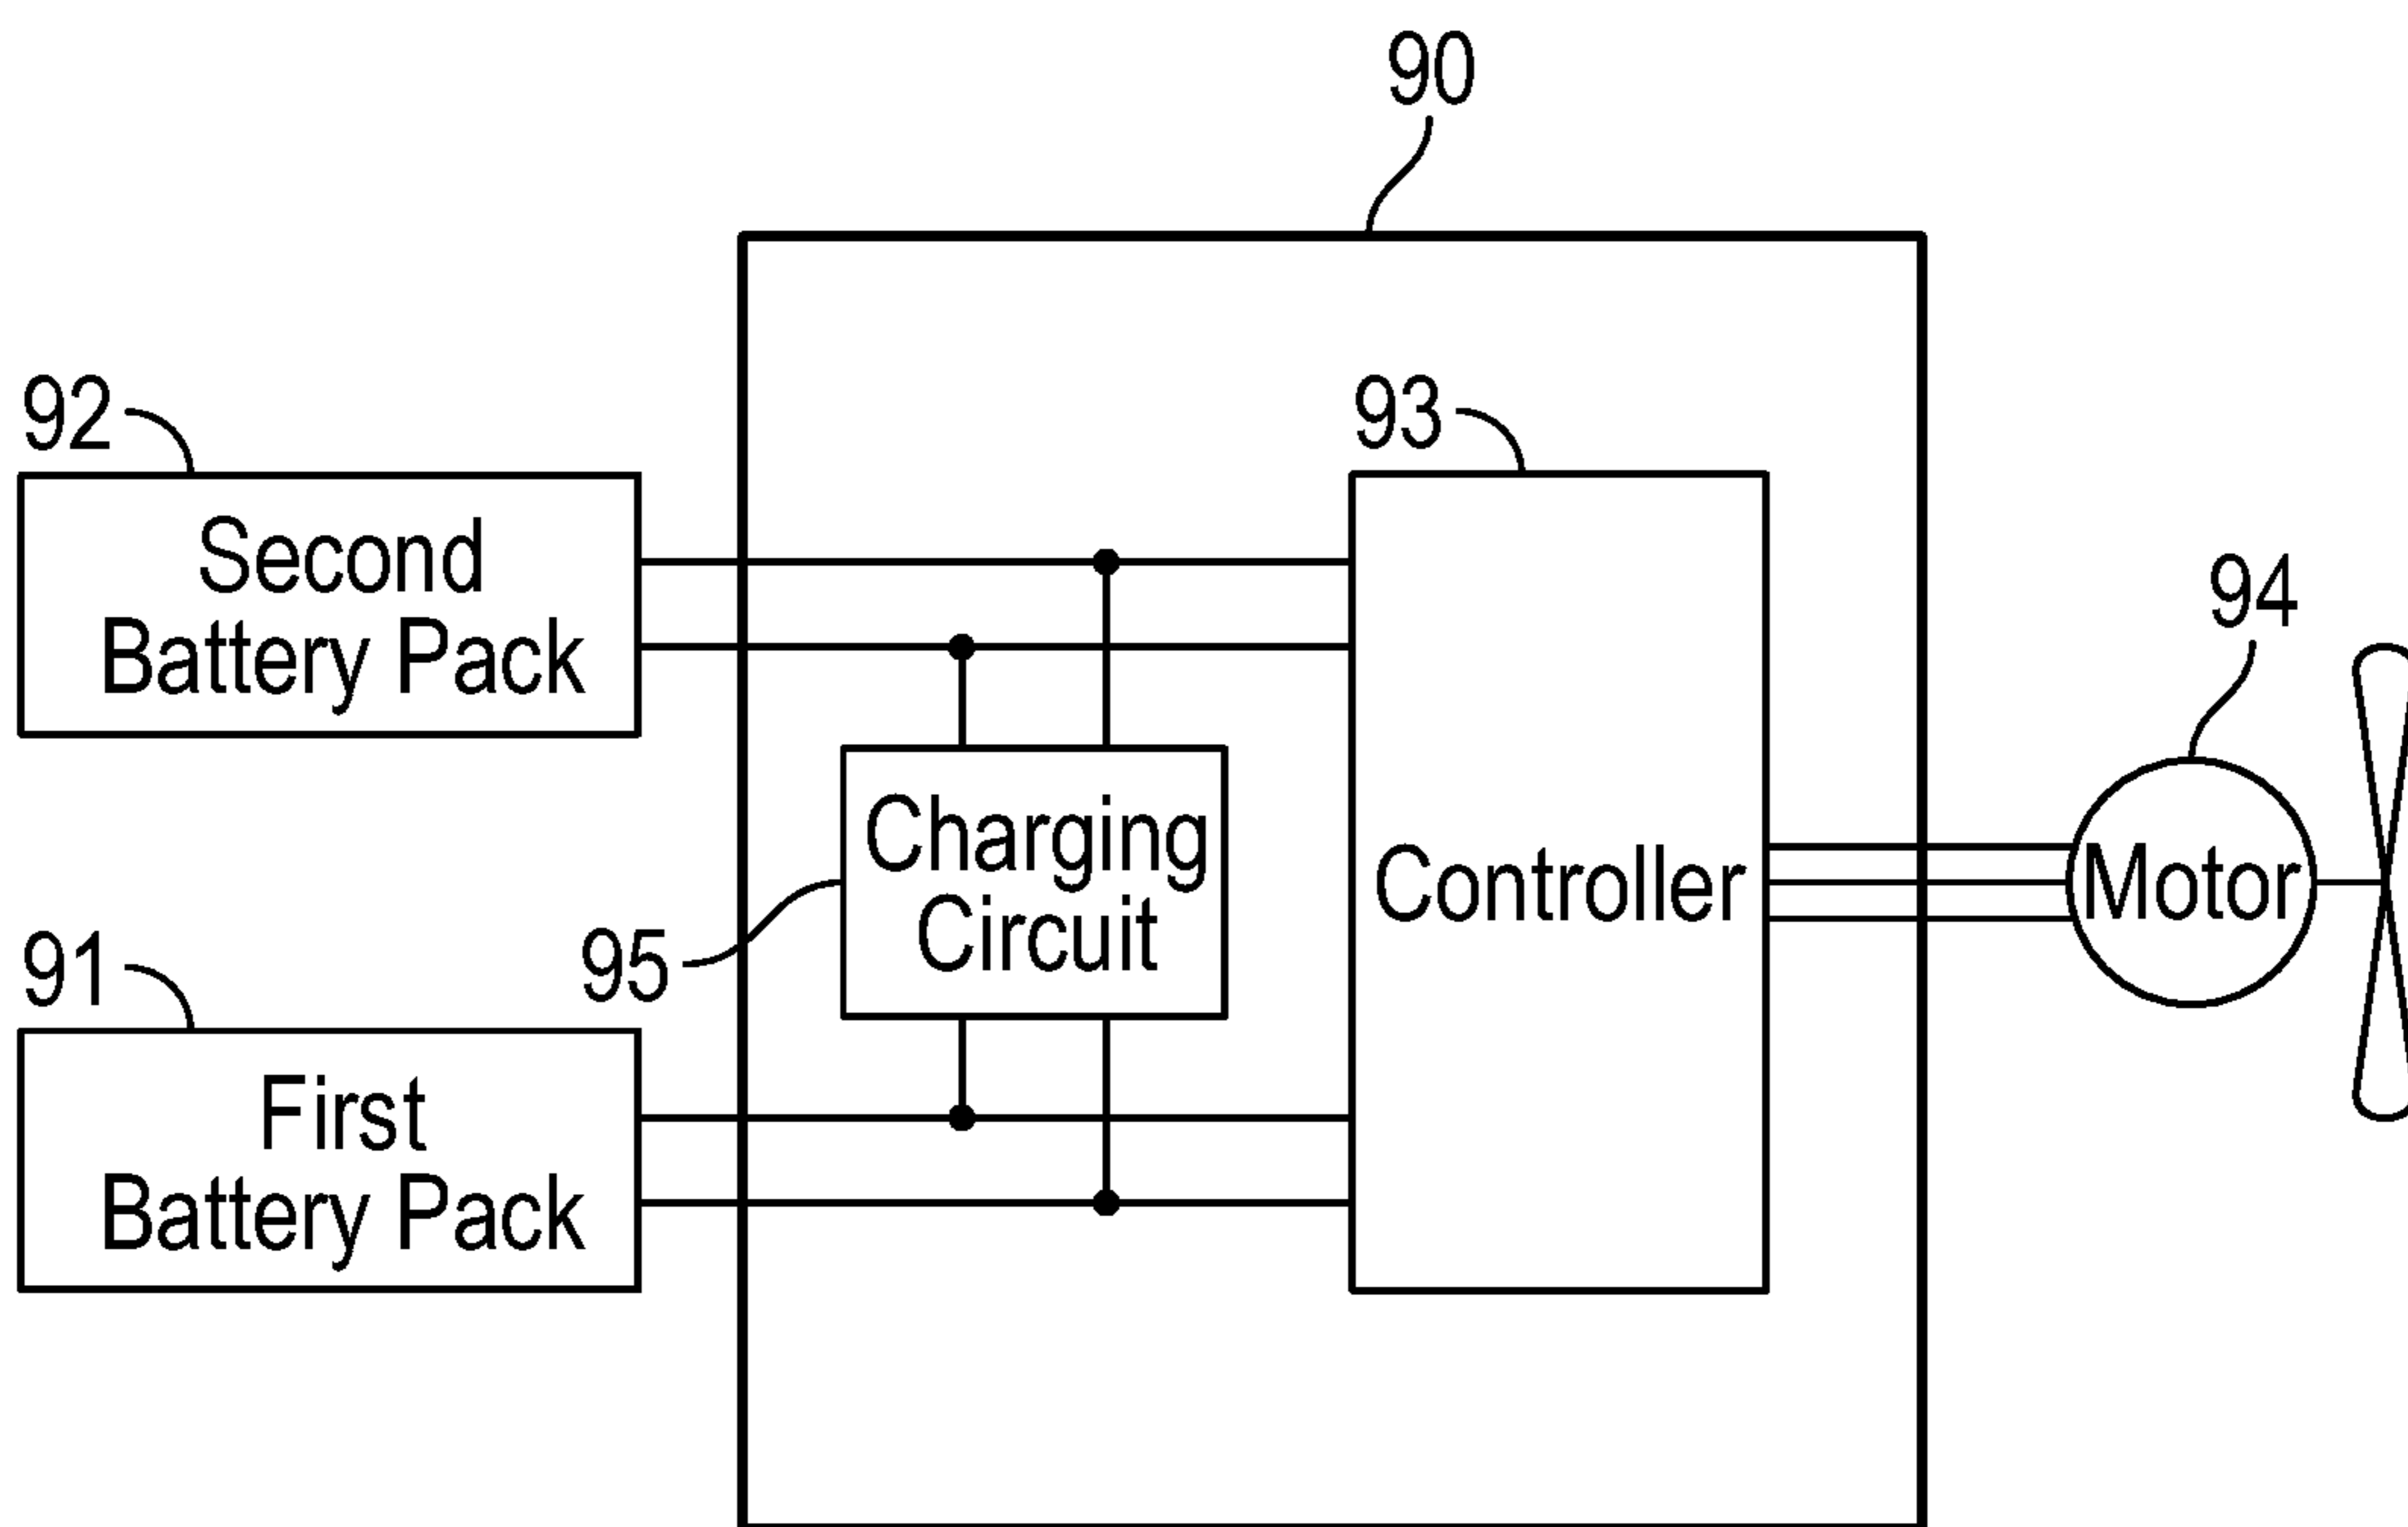 90
92
93
Second
Battery Pack
94
Charging
Circuit
Controller
Motor
95
91
First
Battery Pack